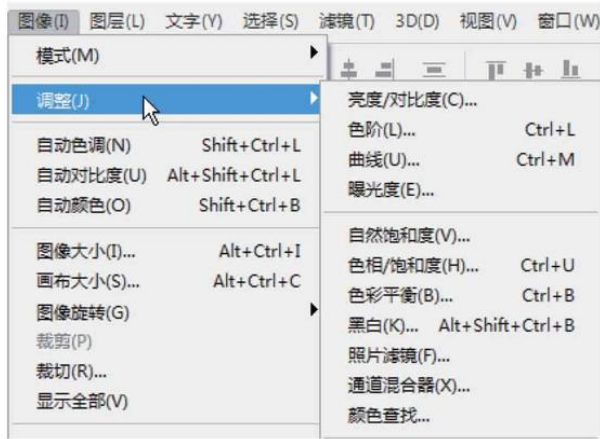 图像(I) 图层(L) 文字(Y) 选择(S) 滤镜(T) 3D(D) 视图(V) 窗口(W)
模式(M)
调整(J)
自动色调(N) Shift+Ctrl+L
自动对比度(U) Alt+Shift+Ctrl+L
自动颜色(O) Shift+Ctrl+B
图像大小(I)... Alt+Ctrl+I
画布大小(S)... Alt+Ctrl+C
图像旋转(G)
裁剪(P)
裁切(R)...
显示全部(V)
亮度/对比度(C)...
色阶(L)... Ctrl+L
曲线(U)... Ctrl+M
曝光度(E)...
自然饱和度(V)...
色相/饱和度(H)... Ctrl+U
色彩平衡(B)... Ctrl+B
黑白(K)... Alt+Shift+Ctrl+B
照片滤镜(F)...
通道混合器(X)...
颜色查找...